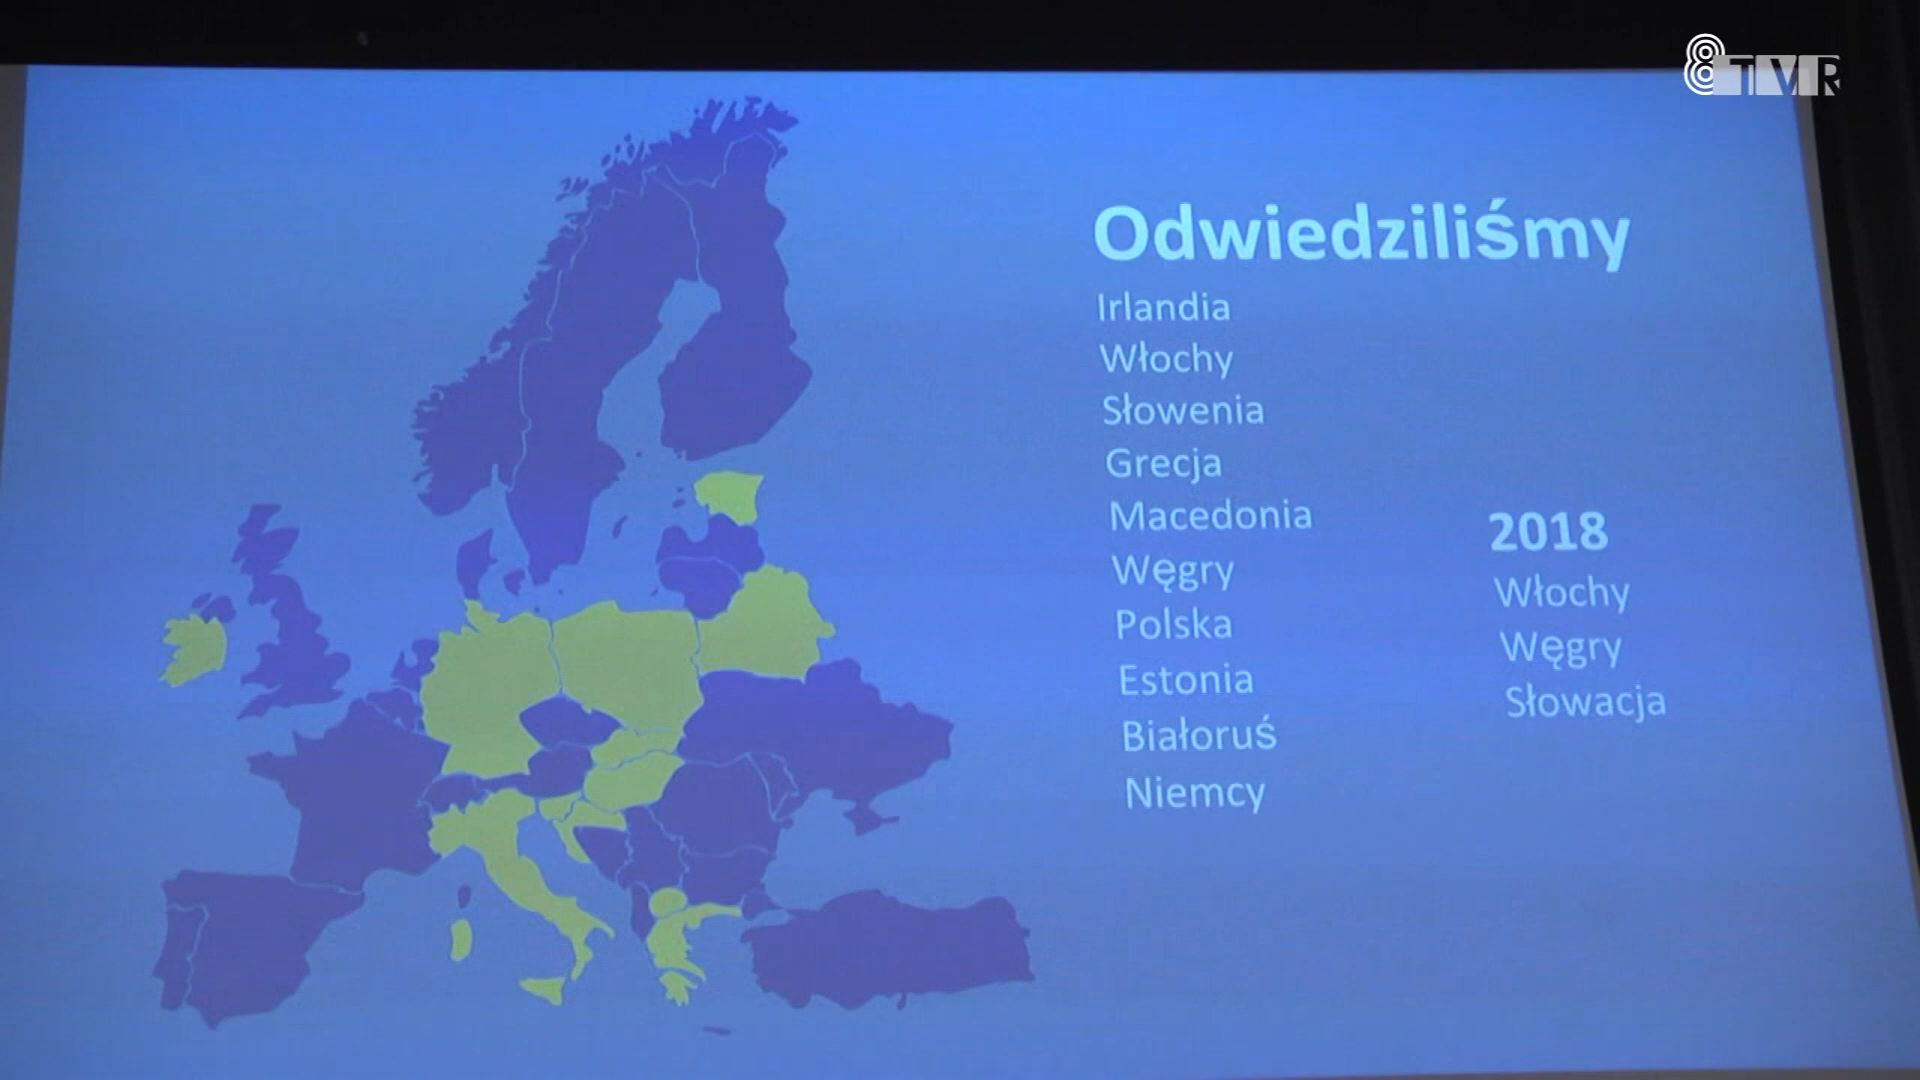 TVR
Odwiedziliśmy
Irlandia
Włochy
Słowenia
Grecja
Macedonia
Węgry
Polska
Estonia
Białoruś
Niemcy
2018
Włochy
Węgry
Słowacja